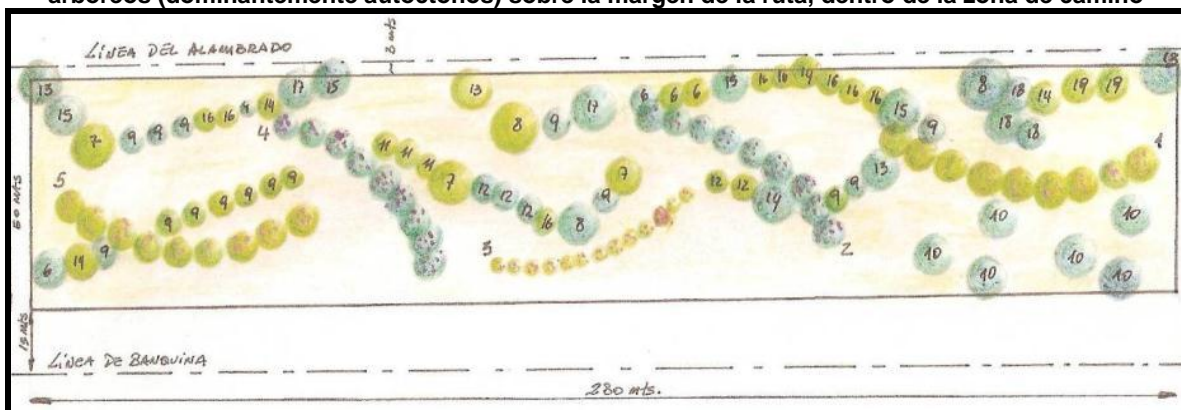 arbóreos (dominantemente autóctonos) sobre la margen de la ruta, dentro de la zona de camino
LÍNEA DEL ALAMBRADO
3 mts
13 17 15 13 14 16 16 14 16 16 16 8 18 14 19 19 18
15 9 9 9 16 16 9 14 6 6 6 15 15 18
7 4 8 9 17 9 18
11 11 11 7 12 12 12 16 8 9 7 12 12 14 9 9 13 1
5 9 9 9 9 9 9
10 10
6 14 9 3 2 10 10 10 10
60 mts
15 mts
LÍNEA DE BANQUINA
280 mts.